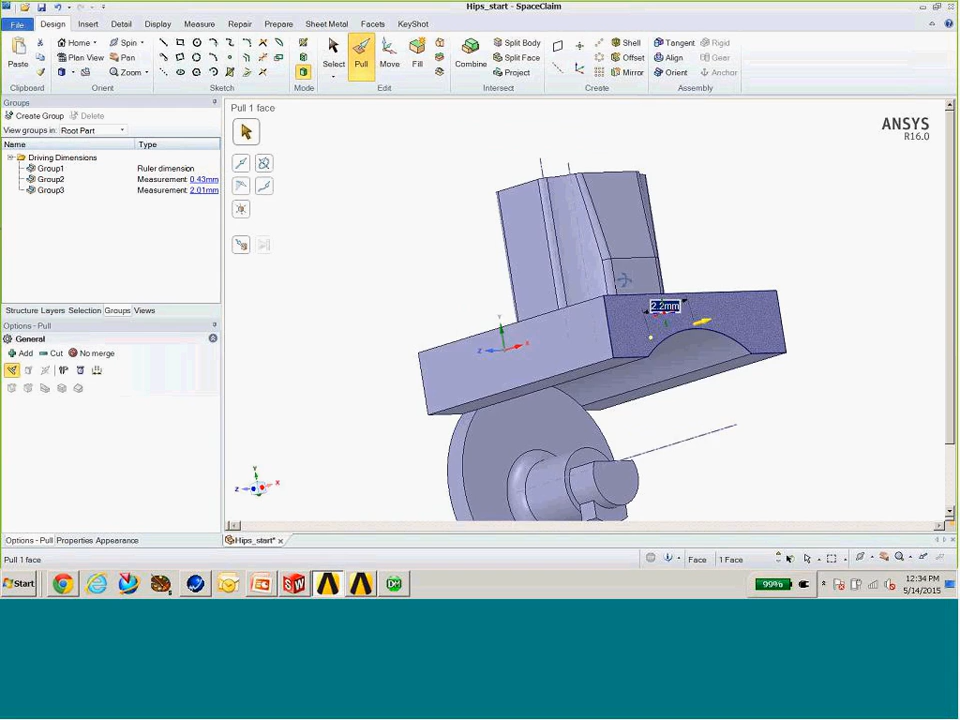 Hips_start - SpaceClaim
File Design Insert Detail Display Measure Repair Prepare Sheet Metal Facets KeyShot
Home Spin Split Body Shell Tangent Rigid
Plan View Pan Split Face Offset Align Gear
Paste Zoom Select Pull Move Fill Combine Project Mirror Orient Anchor
Clipboard Orient Sketch Mode Edit Intersect Create Assembly
Groups
Pull 1 face
Create Group Delete
View groups in: Root Part
ANSYS
R16.0
Name Type
Driving Dimensions
Group1 Ruler dimension
Group2 Measurement 0.43mm
Group3 Measurement 2.01mm
2.2mm
Structure Layers Selection Groups Views
Options - Pull
General
Add Cut No merge
Y
X
Z
Y
X
Z
Options - Pull Properties Appearance
Hips_start*
Pull 1 face
Face 1 Face
Start
99%
12:34 PM
5/14/2015